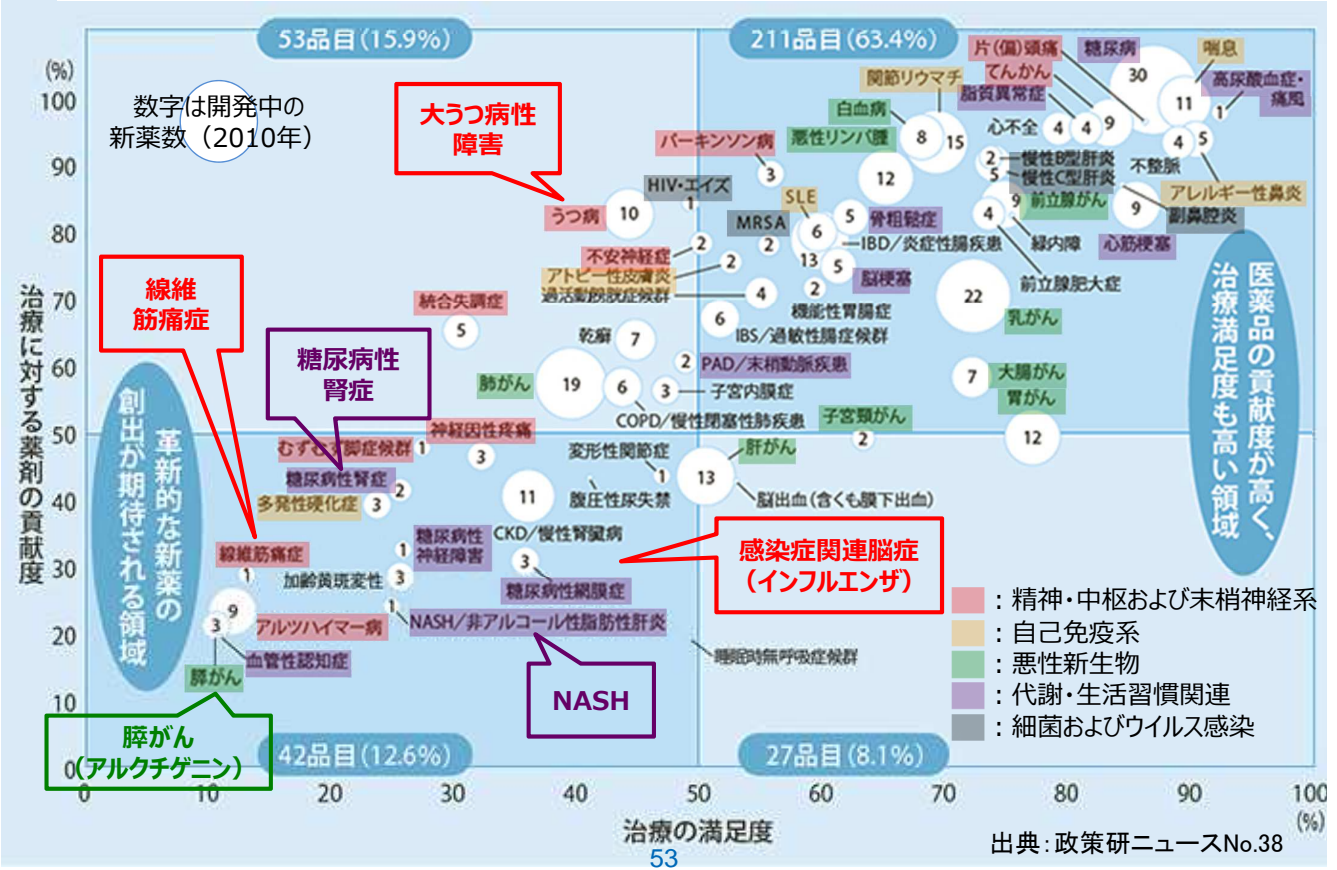 53品目(15.9%)
211品目(63.4%)
(%)
100
90
80
70
60
50
40
30
20
10
0
治療に対する薬剤の貢献度
数字は開発中の
新薬数（2010年）
大うつ病性
障害
線維
筋痛症
糖尿病性
腎症
感染症関連脳症
（インフルエンザ）
NASH
膵がん
（アルクチゲニン）
革新的な新薬の
創出が期待される領域
医薬品の貢献度が高く、
治療満足度も高い領域
片(偏)頭痛
糖尿病
喘息
てんかん
高尿酸血症・
痛風
関節リウマチ
脂質異常症
30
11
1
白血病
心不全
4
4
9
悪性リンパ腫
8
15
4
5
不整脈
パーキンソン病
3
12
2
慢性B型肝炎
5
慢性C型肝炎
アレルギー性鼻炎
HIV・エイズ
1
SLE
9
前立腺がん
9
副鼻腔炎
うつ病
10
MRSA
6
5
骨粗鬆症
4
緑内障
心筋梗塞
不安神経症
2
2
IBD/炎症性腸疾患
アトピー性皮膚炎
2
13
5
脳梗塞
前立腺肥大症
過活動膀胱症候群
4
2
機能性胃腸症
22
乳がん
統合失調症
5
乾癬
7
6
IBS/過敏性腸症候群
肺がん
19
6
2
PAD/末梢動脈疾患
3
子宮内膜症
7
大腸がん
胃がん
COPD/慢性閉塞性肺疾患
子宮頸がん
2
12
神経因性疼痛
むずむず脚症候群
1
3
変形性関節症
1
13
肝がん
糖尿病性腎症
2
多発性硬化症
3
11
腹圧性尿失禁
脳出血(含くも膜下出血)
CKD/慢性腎臓病
糖尿病性
神経障害
1
線維筋痛症
1
加齢黄斑変性
3
3
糖尿病性網膜症
9
アルツハイマー病
1
NASH/非アルコール性脂肪性肝炎
3
血管性認知症
膵がん
睡眠時無呼吸症候群
：精神・中枢および末梢神経系
：自己免疫系
：悪性新生物
：代謝・生活習慣関連
：細菌およびウイルス感染
42品目(12.6%)
27品目(8.1%)
0
10
20
30
40
50
60
70
80
90
100
(%)
治療の満足度
出典：政策研ニュースNo.38
53